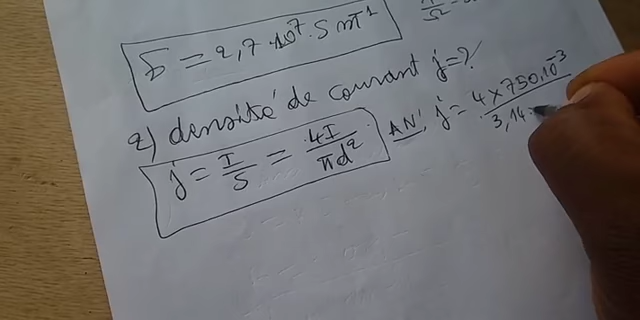 δ = 2,7.10⁷.S m⁻¹
2) densité de courant j=?
j = I/S = 4I/πd² AN: j = 4×750.10⁻³/3,14×